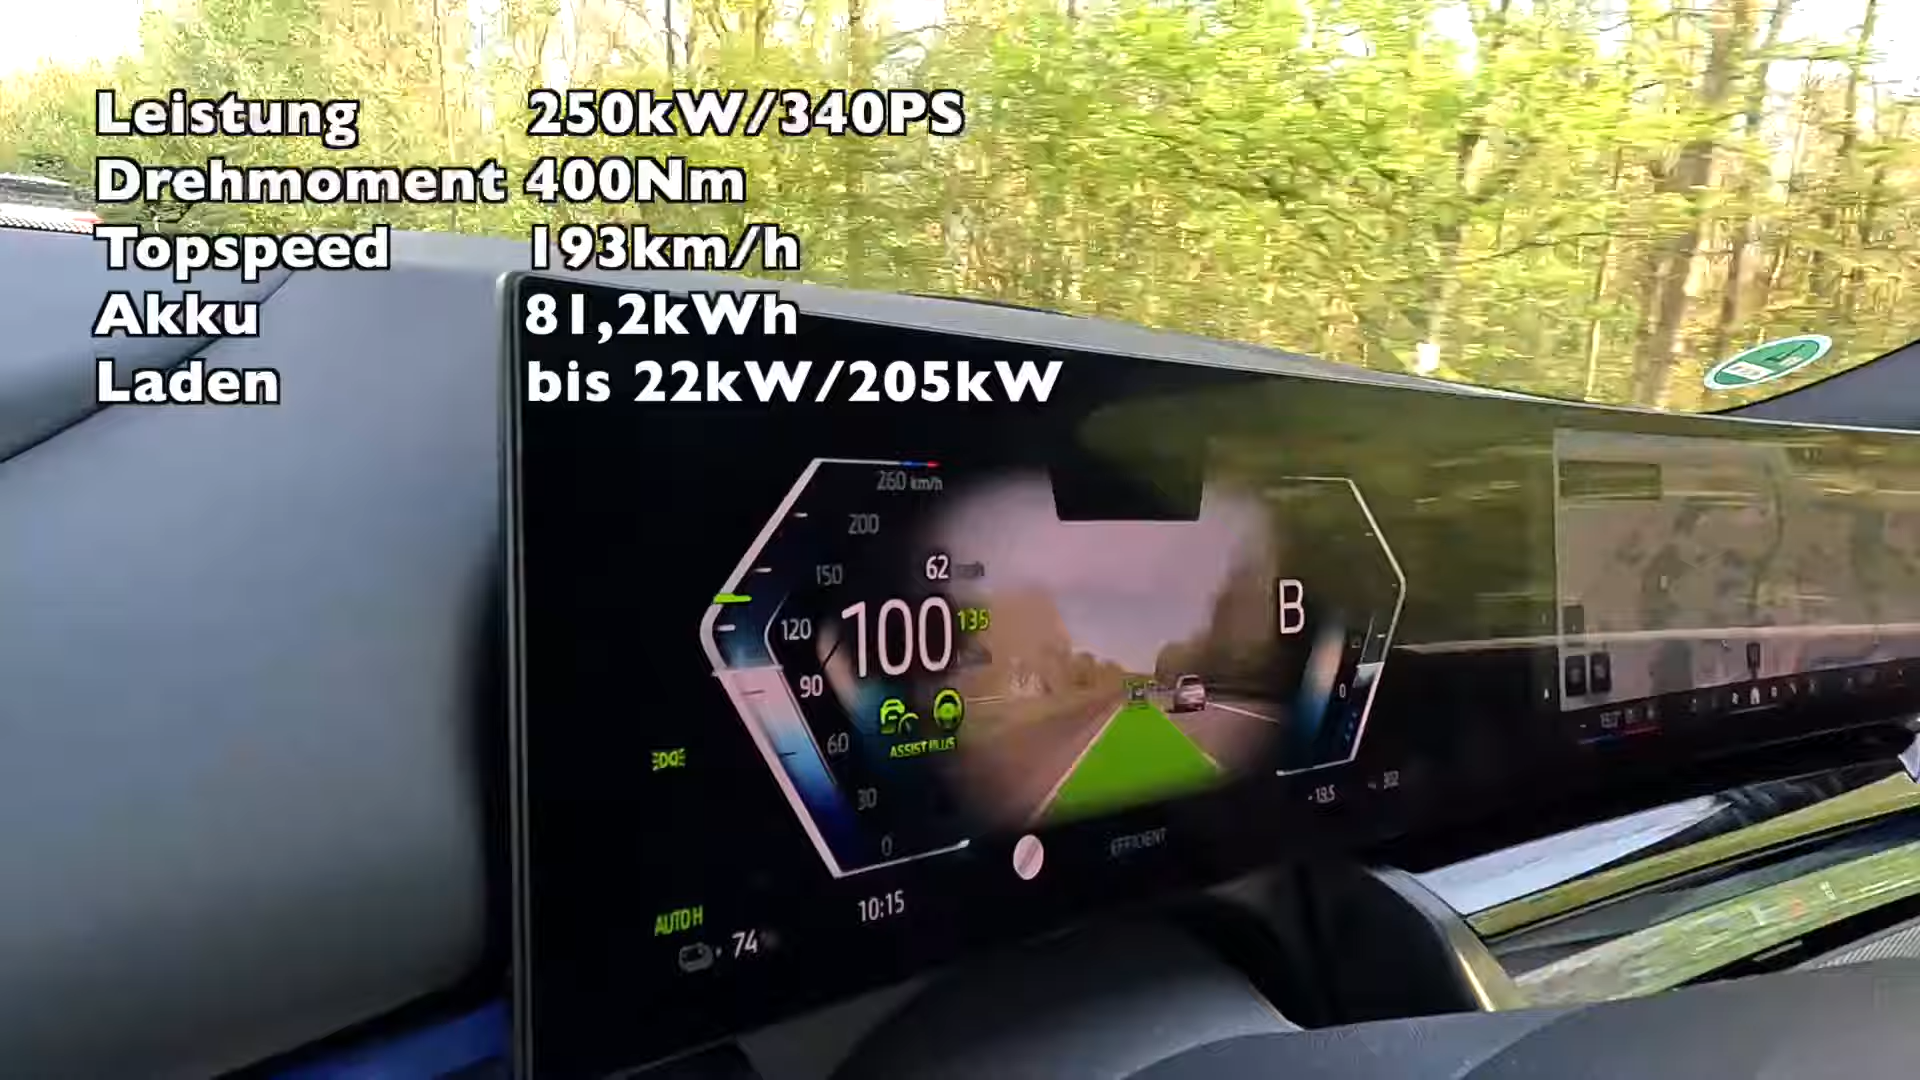 Leistung 250kW/340PS
Drehmoment 400Nm
Topspeed 193km/h
Akku 81,2kWh
Laden bis 22kW/205kW
260 km/h
200
150
62
120
100
135
B
90
0
ASSIST PLUS
60
30
0
EFFICIENT
10:15
AUTO H
74